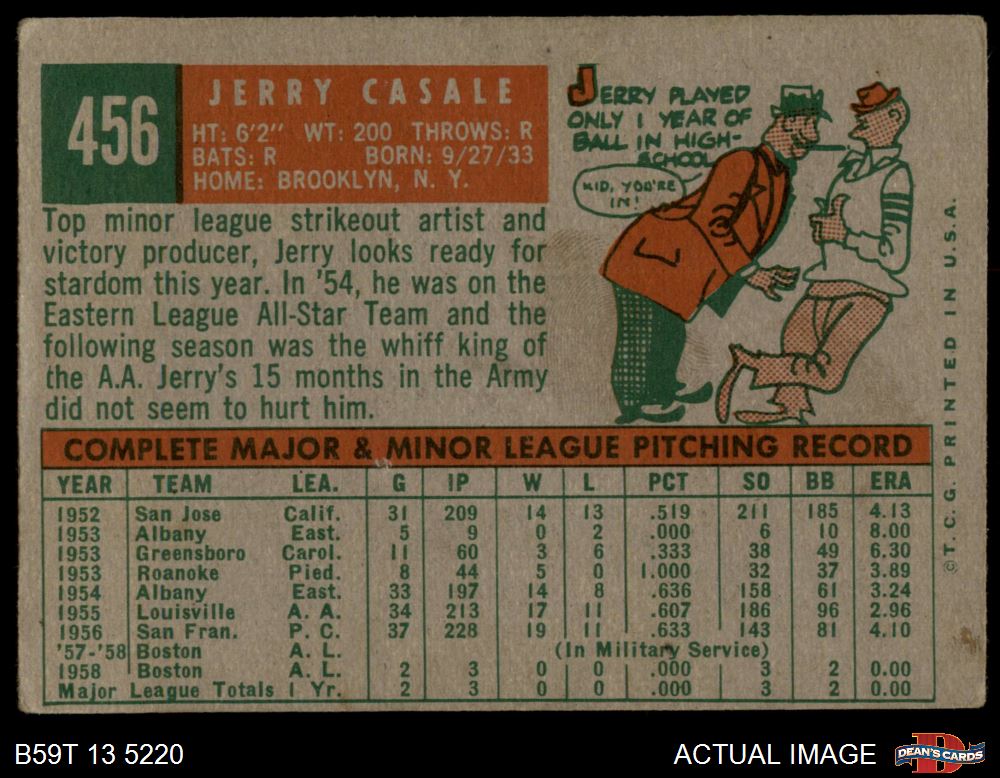 456
JERRY CASALE
HT: 6'2" WT: 200 THROWS: R
BATS: R BORN: 9/27/33
HOME: BROOKLYN, N. Y.
JERRY PLAYED
ONLY 1 YEAR OF
BALL IN HIGH-
SCHOOL
KID, YOU'RE
IN!
Top minor league strikeout artist and
victory producer, Jerry looks ready for
stardom this year. In '54, he was on the
Eastern League All-Star Team and the
following season was the whiff king of
the A.A. Jerry's 15 months in the Army
did not seem to hurt him.
COMPLETE MAJOR & MINOR LEAGUE PITCHING RECORD
YEAR TEAM LEA. G IP W L PCT SO BB ERA
1952 San Jose Calif. 31 209 14 13 .519 211 185 4.13
1953 Albany East. 5 9 0 2 .000 6 10 8.00
1953 Greensboro Carol. 11 60 3 6 .333 38 49 6.30
1953 Roanoke Pied. 8 44 5 0 1.000 32 37 3.89
1954 Albany East. 33 197 14 8 .636 158 61 3.24
1955 Louisville A. A. 34 213 17 11 .607 186 96 2.96
1956 San Fran. P. C. 37 228 19 11 .633 143 81 4.10
'57-'58 Boston A. L. (In Military Service)
1958 Boston A. L. 2 3 0 0 .000 3 2 0.00
Major League Totals 1 Yr. 2 3 0 0 .000 3 2 0.00
©T.C.G. PRINTED IN U.S.A.
B59T 13 5220
ACTUAL IMAGE
D
DEAN'S CARDS